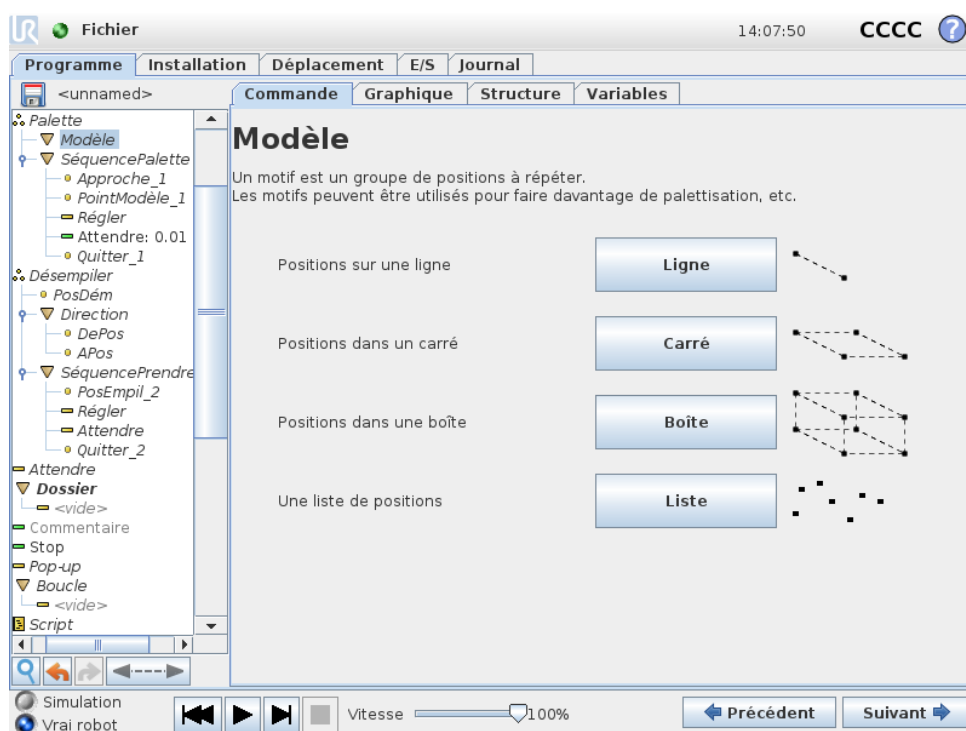 UR Fichier 14:07:50 CCCC ?
Programme Installation Déplacement E/S Journal
<unnamed> Commande Graphique Structure Variables
Palette
Modèle
SéquencePalette
Approche_1
PointModèle_1
Régler
Attendre: 0.01
Quitter_1
Désempiler
PosDém
Direction
DePos
APos
SéquencePrendre
PosEmpil_2
Régler
Attendre
Quitter_2
Attendre
Dossier
<vide>
Commentaire
Stop
Pop-up
Boucle
<vide>
Script
Modèle
Un motif est un groupe de positions à répéter.
Les motifs peuvent être utilisés pour faire davantage de palettisation, etc.
Positions sur une ligne Ligne
Positions dans un carré Carré
Positions dans une boîte Boîte
Une liste de positions Liste
Simulation
Vrai robot
Vitesse 100% Précédent Suivant